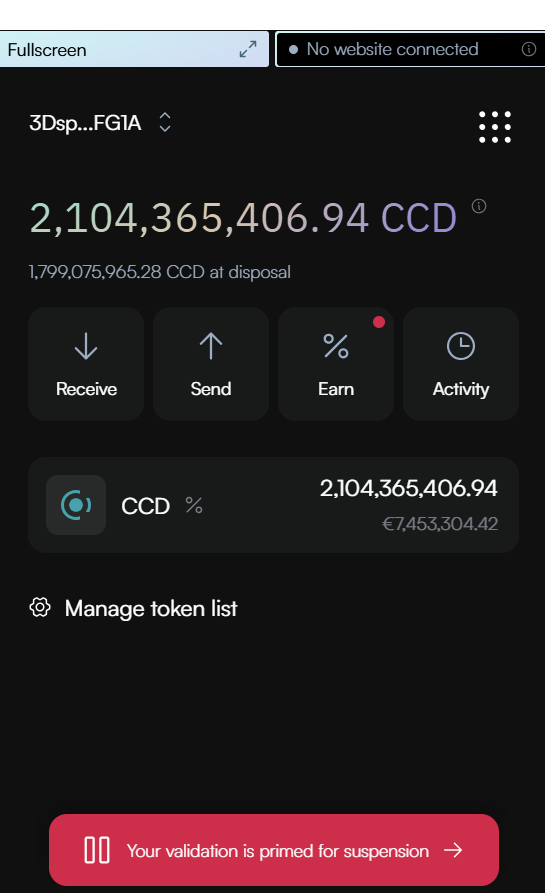 Fullscreen
No website connected
3Dsp...FG1A
2,104,365,406.94 CCD
1,799,075,965.28 CCD at disposal
Receive
Send
Earn
Activity
CCD %
2,104,365,406.94
€7,453,304.42
Manage token list
Your validation is primed for suspension